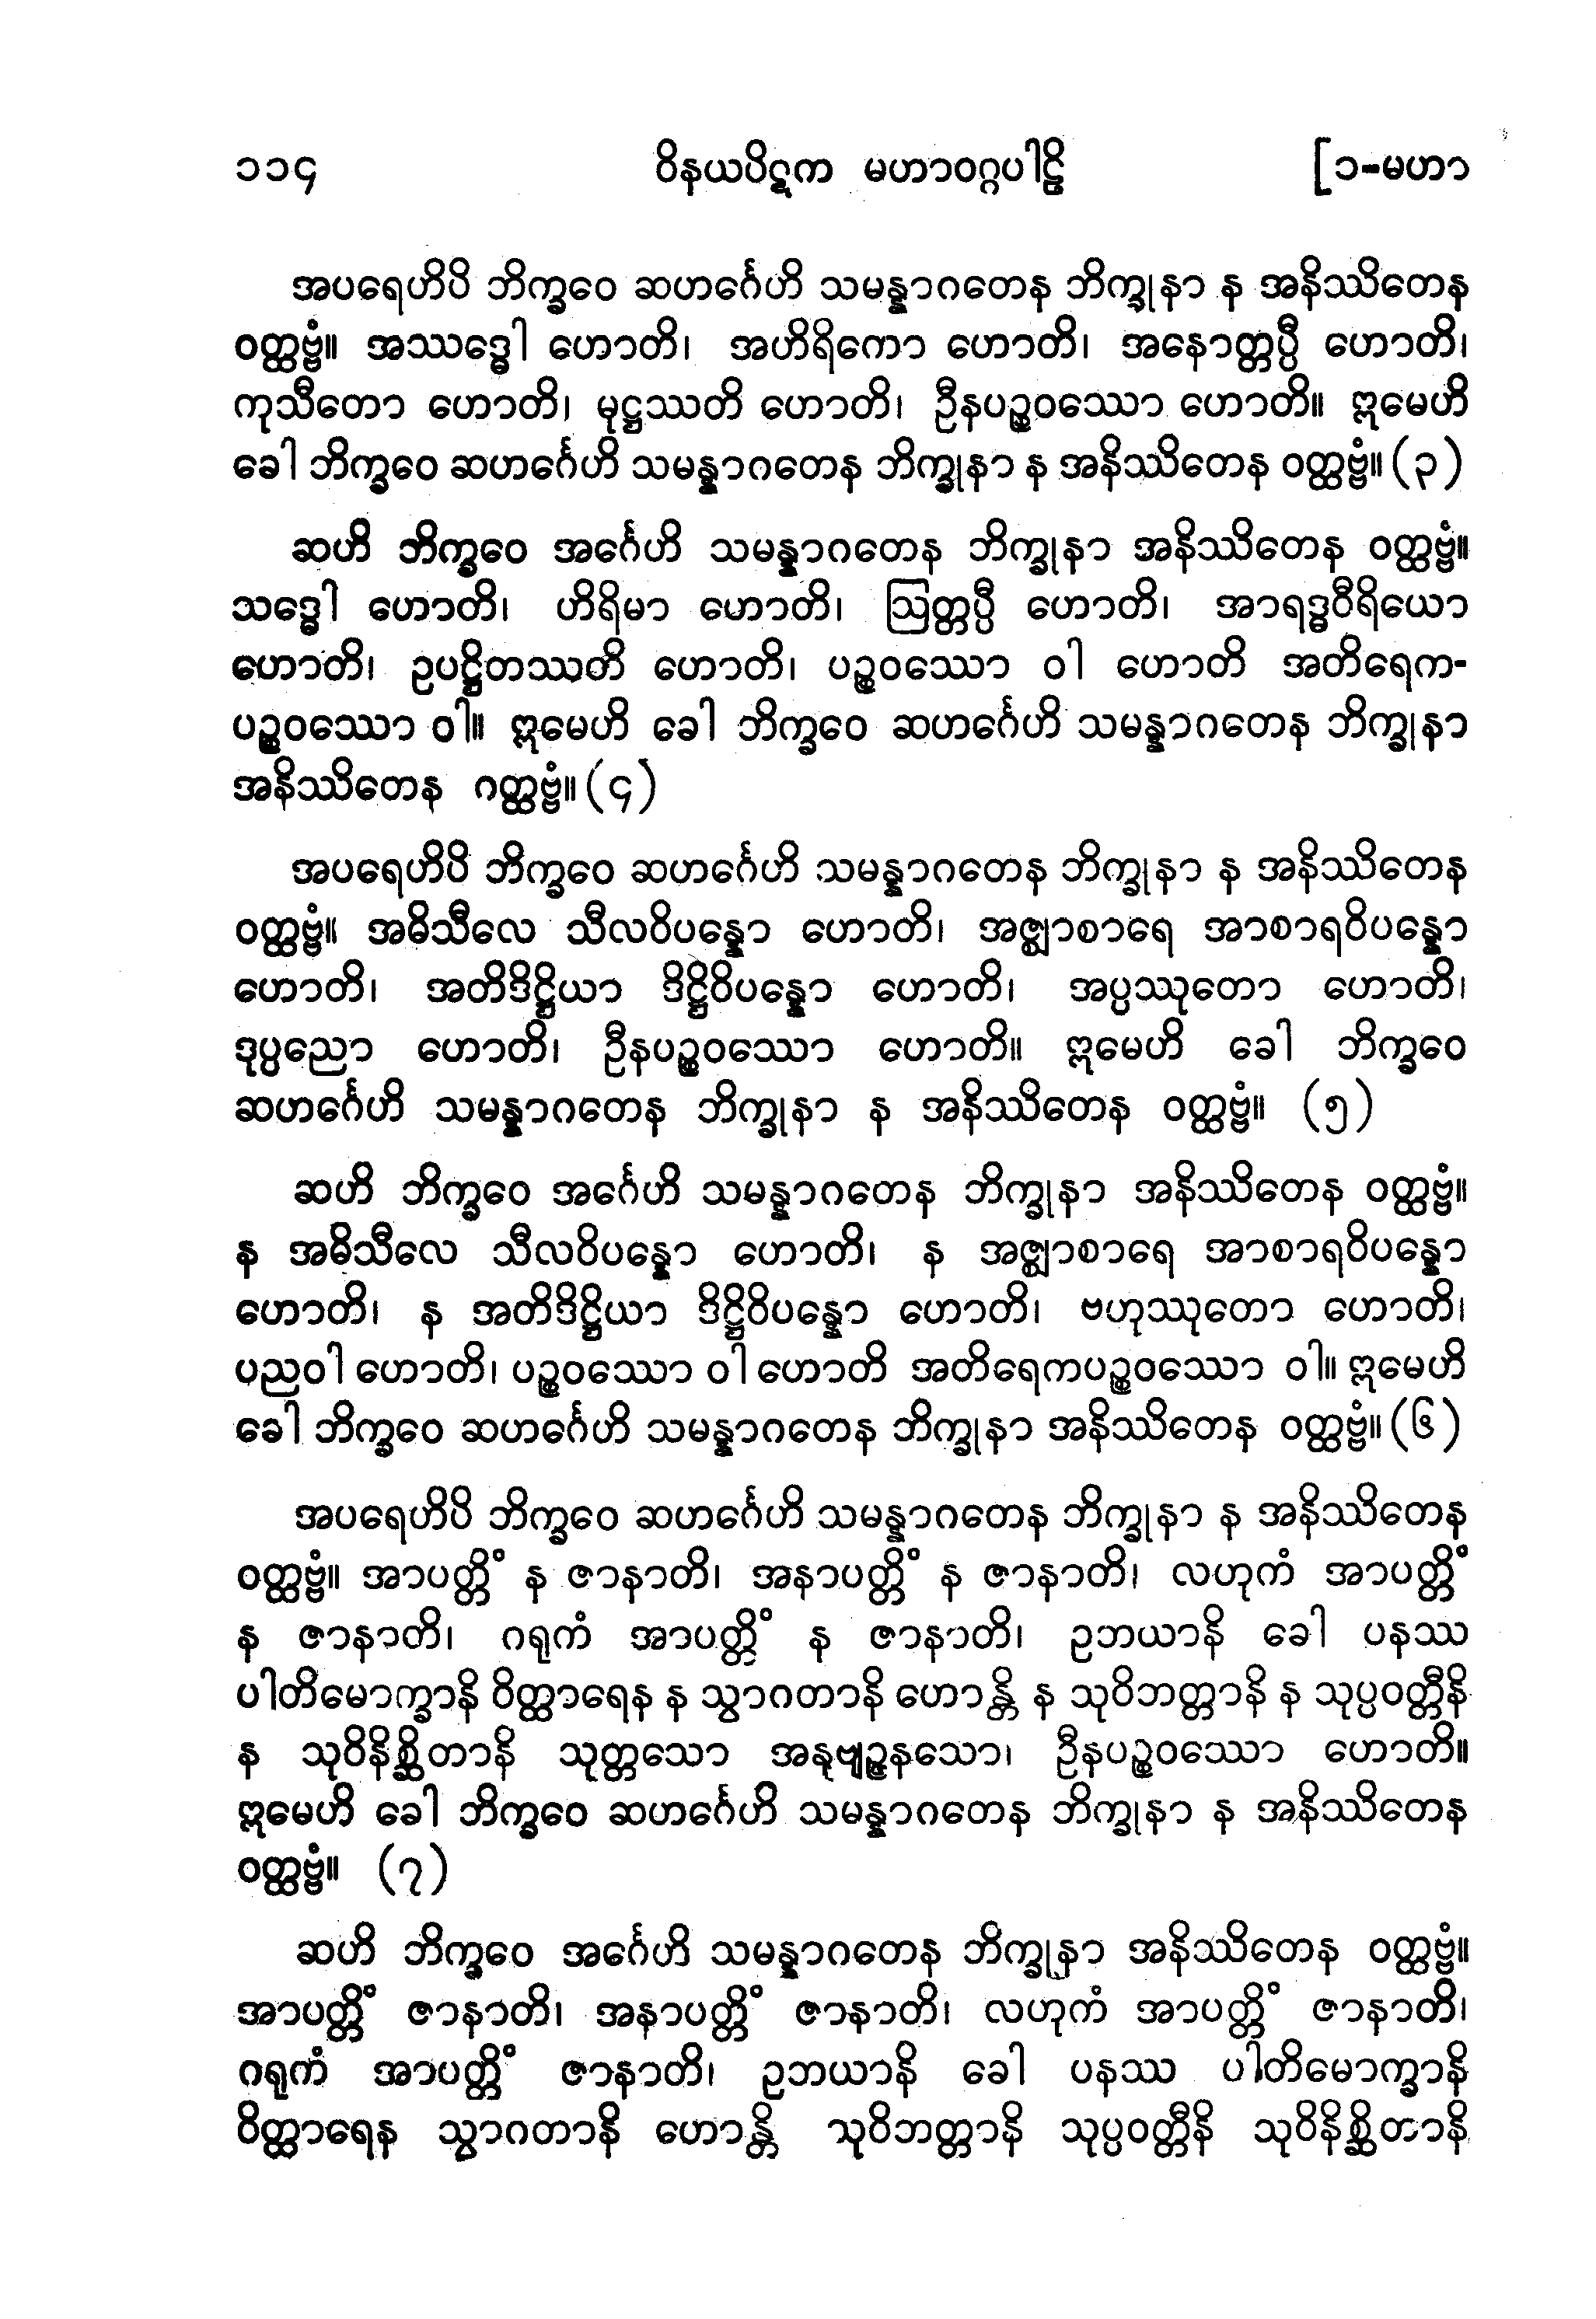 ၁၁၄ ဝိနယပိဋက မဟာဝဂ္ဂပါဠိ [၁-မဟာ
အပရေဟိပိ ဘိက္ခဝေ ဆဟင်္ဂေဟိ သမန္နာဂတေန ဘိက္ခုနာ န အနိဿိတေန
ဝတ္ထဗ္ဗံ။ အဿဒ္ဓေါ ဟောတိ၊ အဟိရိကော ဟောတိ၊ အနောတ္တပ္ပီ ဟောတိ၊
ကုသီတော ဟောတိ၊ မုဋ္ဌဿတိ ဟောတိ၊ ဦနပဉ္စဝဿော ဟောတိ။ ဣမေဟိ
ခေါ ဘိက္ခဝေ ဆဟင်္ဂေဟိ သမန္နာဂတေန ဘိက္ခုနာ န အနိဿိတေန ဝတ္ထဗ္ဗံ။ (၃)
ဆဟိ ဘိက္ခဝေ အင်္ဂေဟိ သမန္နာဂတေန ဘိက္ခုနာ အနိဿိတေန ဝတ္ထဗ္ဗံ။
သဒ္ဓေါ ဟောတိ၊ ဟိရိမာ ဟောတိ၊ ဩတ္တပ္ပီ ဟောတိ၊ အာရဒ္ဓဝီရိယော
ဟောတိ၊ ဥပဋ္ဌိတဿတိ ဟောတိ၊ ပဉ္စဝဿော ဝါ ဟောတိ အတိရေက-
ပဉ္စဝဿော ဝါ။ ဣမေဟိ ခေါ ဘိက္ခဝေ ဆဟင်္ဂေဟိ သမန္နာဂတေန ဘိက္ခုနာ
အနိဿိတေန ဂတ္ထဗ္ဗံ။ (၄)
အပရေဟိပိ ဘိက္ခဝေ ဆဟင်္ဂေဟိ သမန္နာဂတေန ဘိက္ခုနာ န အနိဿိတေန
ဝတ္ထဗ္ဗံ။ အဓိသီလေ သီလဝိပန္နော ဟောတိ၊ အဇ္ဈာစာရေ အာစာရဝိပန္နော
ဟောတိ၊ အတိဒိဋ္ဌိယာ ဒိဋ္ဌိဝိပန္နော ဟောတိ၊ အပ္ပဿုတော ဟောတိ၊
ဒုပ္ပညော ဟောတိ၊ ဦနပဉ္စဝဿော ဟောတိ။ ဣမေဟိ ခေါ ဘိက္ခဝေ
ဆဟင်္ဂေဟိ သမန္နာဂတေန ဘိက္ခုနာ န အနိဿိတေန ဝတ္ထဗ္ဗံ။ (၅)
ဆဟိ ဘိက္ခဝေ အင်္ဂေဟိ သမန္နာဂတေန ဘိက္ခုနာ အနိဿိတေန ဝတ္ထဗ္ဗံ။
န အဓိသီလေ သီလဝိပန္နော ဟောတိ၊ န အဇ္ဈာစာရေ အာစာရဝိပန္နော
ဟောတိ၊ န အတိဒိဋ္ဌိယာ ဒိဋ္ဌိဝိပန္နော ဟောတိ၊ ဗဟုဿုတော ဟောတိ၊
ပညဝါ ဟောတိ၊ ပဉ္စဝဿော ဝါ ဟောတိ အတိရေကပဉ္စဝဿော ဝါ။ ဣမေဟိ
ခေါ ဘိက္ခဝေ ဆဟင်္ဂေဟိ သမန္နာဂတေန ဘိက္ခုနာ အနိဿိတေန ဝတ္ထဗ္ဗံ။ (၆)
အပရေဟိပိ ဘိက္ခဝေ ဆဟင်္ဂေဟိ သမန္နာဂတေန ဘိက္ခုနာ န အနိဿိတေန
ဝတ္ထဗ္ဗံ။ အာပတ္တိံ န ဇာနာတိ၊ အနာပတ္တိံ န ဇာနာတိ၊ လဟုကံ အာပတ္တိံ
န ဇာနာတိ၊ ဂရုကံ အာပတ္တိံ န ဇာနာတိ၊ ဥဘယာနိ ခေါ ပနဿ
ပါတိမောက္ခာနိ ဝိတ္ထာရေန န သွာဂတာနိ ဟောန္တိ န သုဝိဘတ္တာနိ န သုပ္ပဝတ္တီနိ
န သုဝိနိစ္ဆိတာနိ သုတ္တသော အနုဗျဉ္ဇနသော၊ ဦနပဉ္စဝဿော ဟောတိ။
ဣမေဟိ ခေါ ဘိက္ခဝေ ဆဟင်္ဂေဟိ သမန္နာဂတေန ဘိက္ခုနာ န အနိဿိတေန
ဝတ္ထဗ္ဗံ။ (၇)
ဆဟိ ဘိက္ခဝေ အင်္ဂေဟိ သမန္နာဂတေန ဘိက္ခုနာ အနိဿိတေန ဝတ္ထဗ္ဗံ။
အာပတ္တိံ ဇာနာတိ၊ အနာပတ္တိံ ဇာနာတိ၊ လဟုကံ အာပတ္တိံ ဇာနာတိ၊
ဂရုကံ အာပတ္တိံ ဇာနာတိ၊ ဥဘယာနိ ခေါ ပနဿ ပါတိမောက္ခာနိ
ဝိတ္ထာရေန သွာဂတာနိ ဟောန္တိ သုဝိဘတ္တာနိ သုပ္ပဝတ္တီနိ သုဝိနိစ္ဆိတာနိ